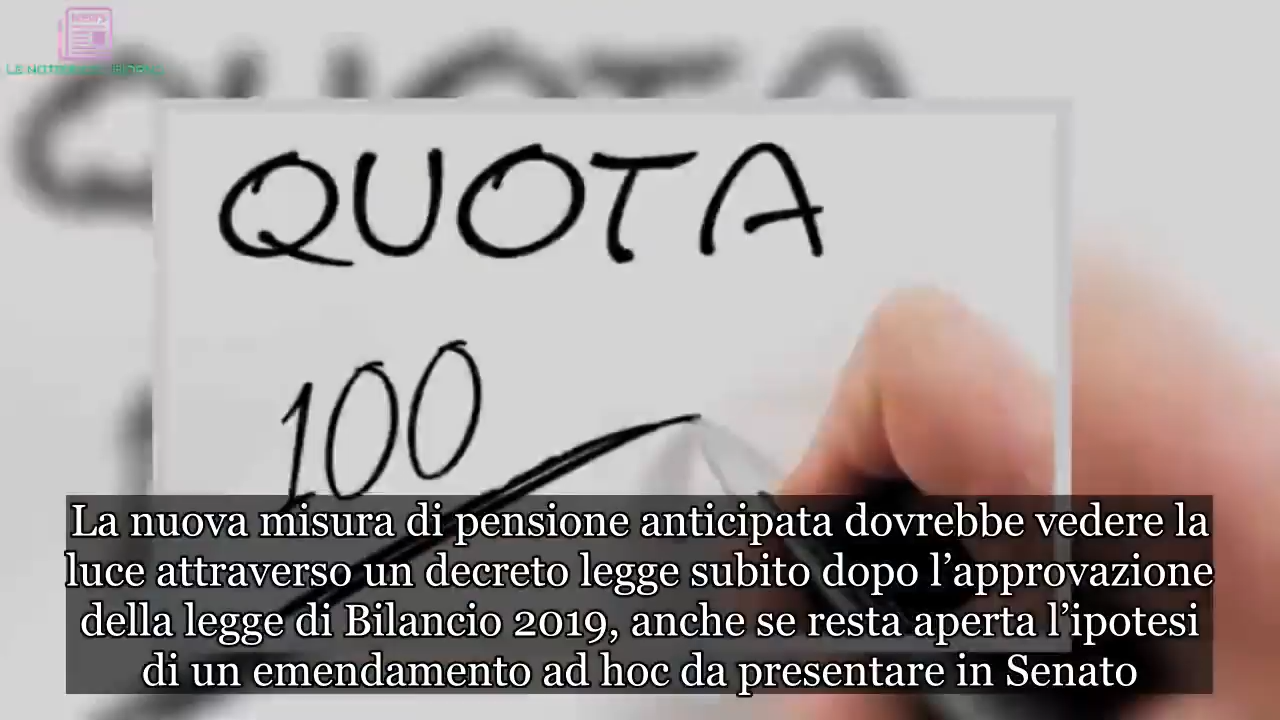 QUOTA
100
La nuova misura di pensione anticipata dovrebbe vedere la
luce attraverso un decreto legge subito dopo l’approvazione
della legge di Bilancio 2019, anche se resta aperta l’ipotesi
di un emendamento ad hoc da presentare in Senato